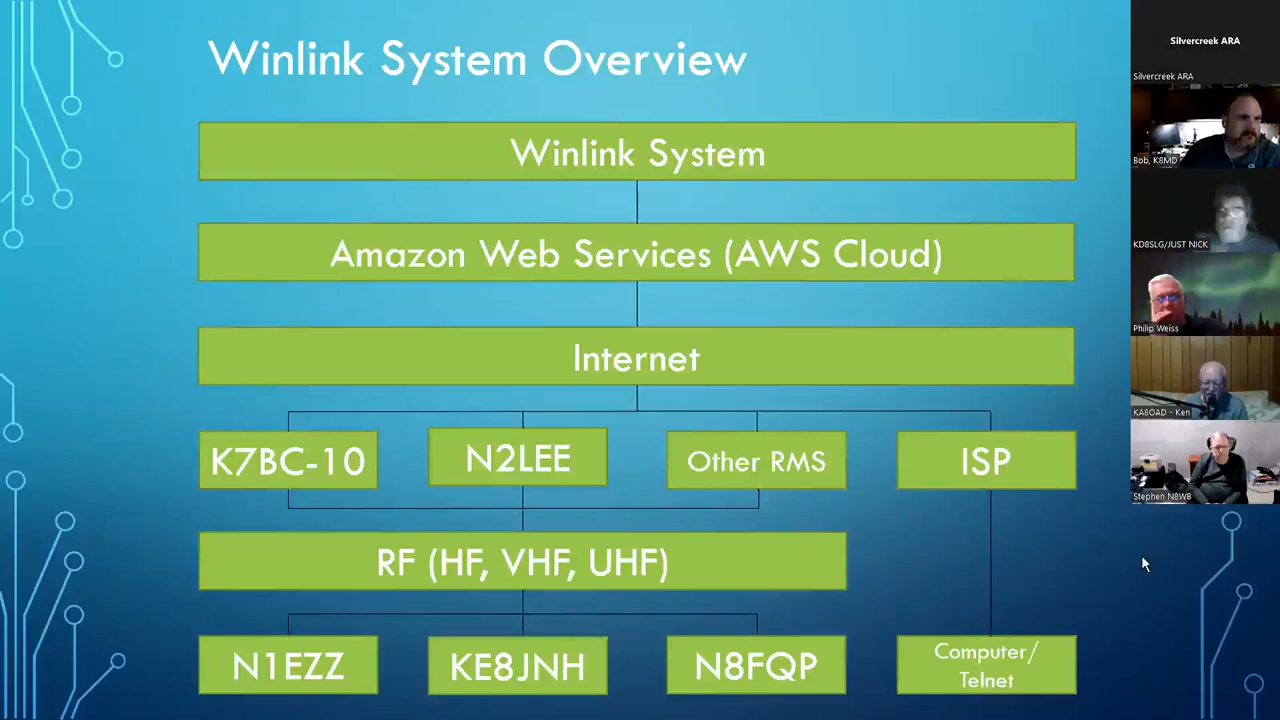 Winlink System Overview
Winlink System
Amazon Web Services (AWS Cloud)
Internet
K7BC-10
N2LEE
Other RMS
ISP
RF (HF, VHF, UHF)
N1EZZ
KE8JNH
N8FQP
Computer/
Telnet
Silvercreek ARA
Silvercreek ARA
Bob, K8MD
KD8SLG/JUST NICK
Philip Weiss
KA8OAD - Ken
Stephen N8WB